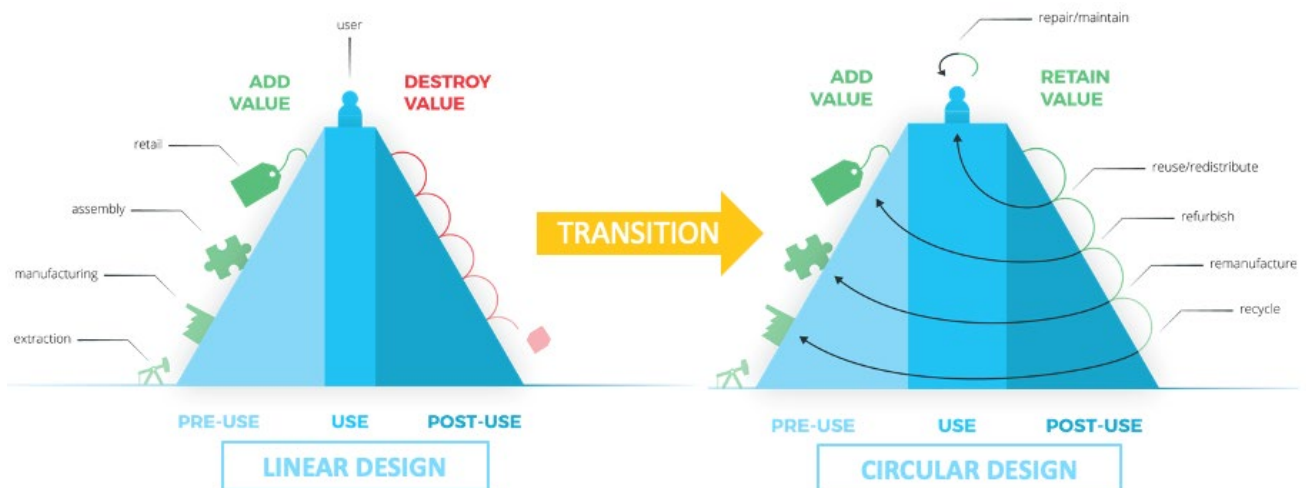 user
ADD
VALUE
DESTROY
VALUE
retail
assembly
manufacturing
extraction
PRE-USE
USE
POST-USE
LINEAR DESIGN
TRANSITION
repair/maintain
ADD
VALUE
RETAIN
VALUE
reuse/redistribute
refurbish
remanufacture
recycle
PRE-USE
USE
POST-USE
CIRCULAR DESIGN